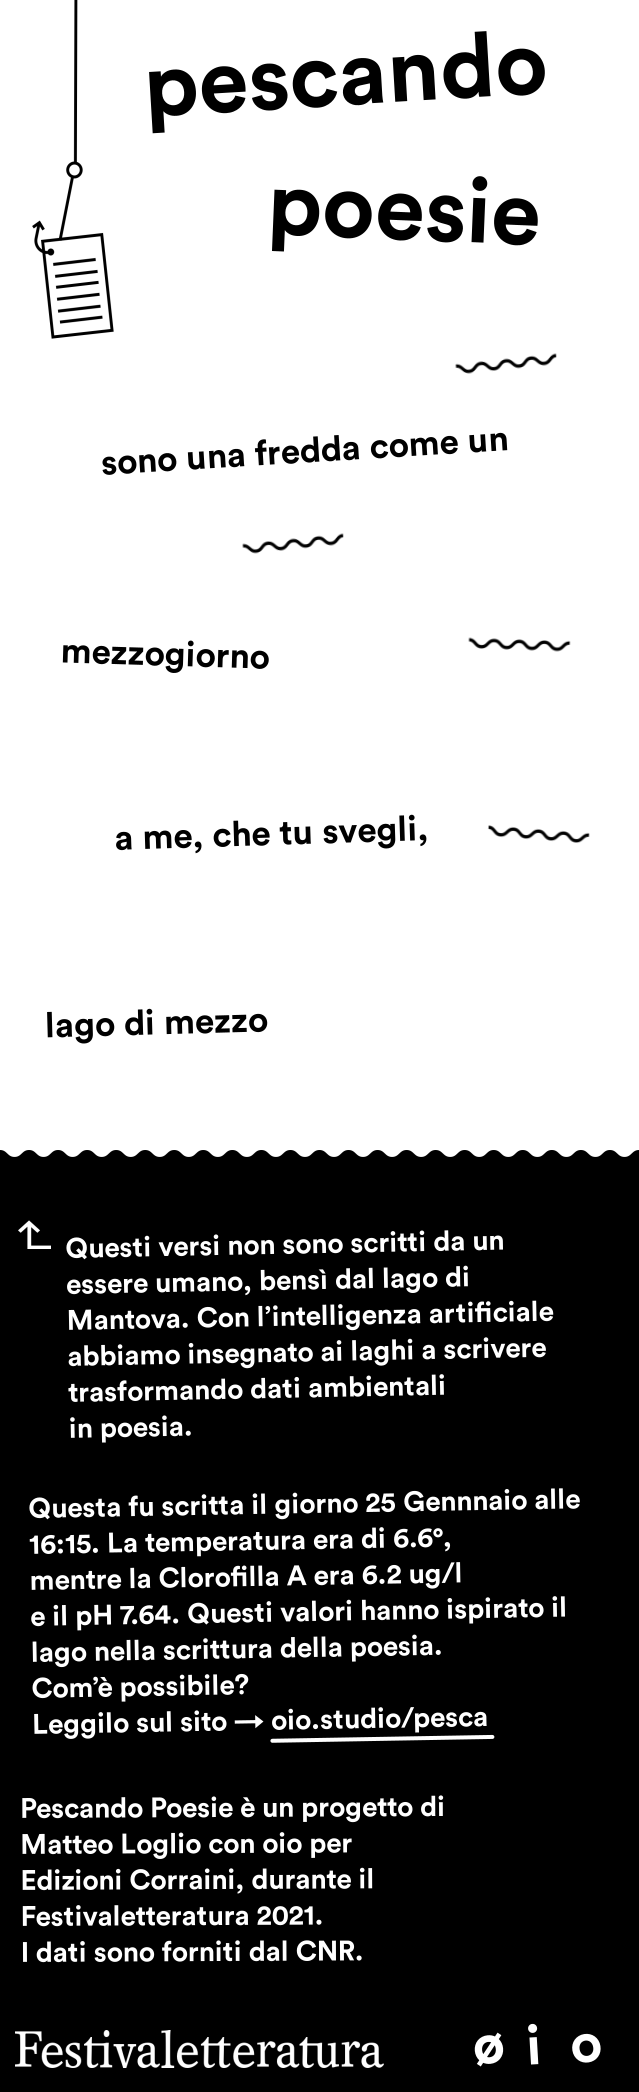 pescando
poesie
sono una fredda come un
mezzogiorno
a me, che tu svegli,
lago di mezzo
Questi versi non sono scritti da un
essere umano, bensì dal lago di
Mantova. Con l’intelligenza artificiale
abbiamo insegnato ai laghi a scrivere
trasformando dati ambientali
in poesia.
Questa fu scritta il giorno 25 Gennnaio alle
16:15. La temperatura era di 6.6°,
mentre la Clorofilla A era 6.2 ug/l
e il pH 7.64. Questi valori hanno ispirato il
lago nella scrittura della poesia.
Com’è possibile?
Leggilo sul sito → oio.studio/pesca
Pescando Poesie è un progetto di
Matteo Loglio con oio per
Edizioni Corraini, durante il
Festivaletteratura 2021.
I dati sono forniti dal CNR.
Festivaletteratura ø i o